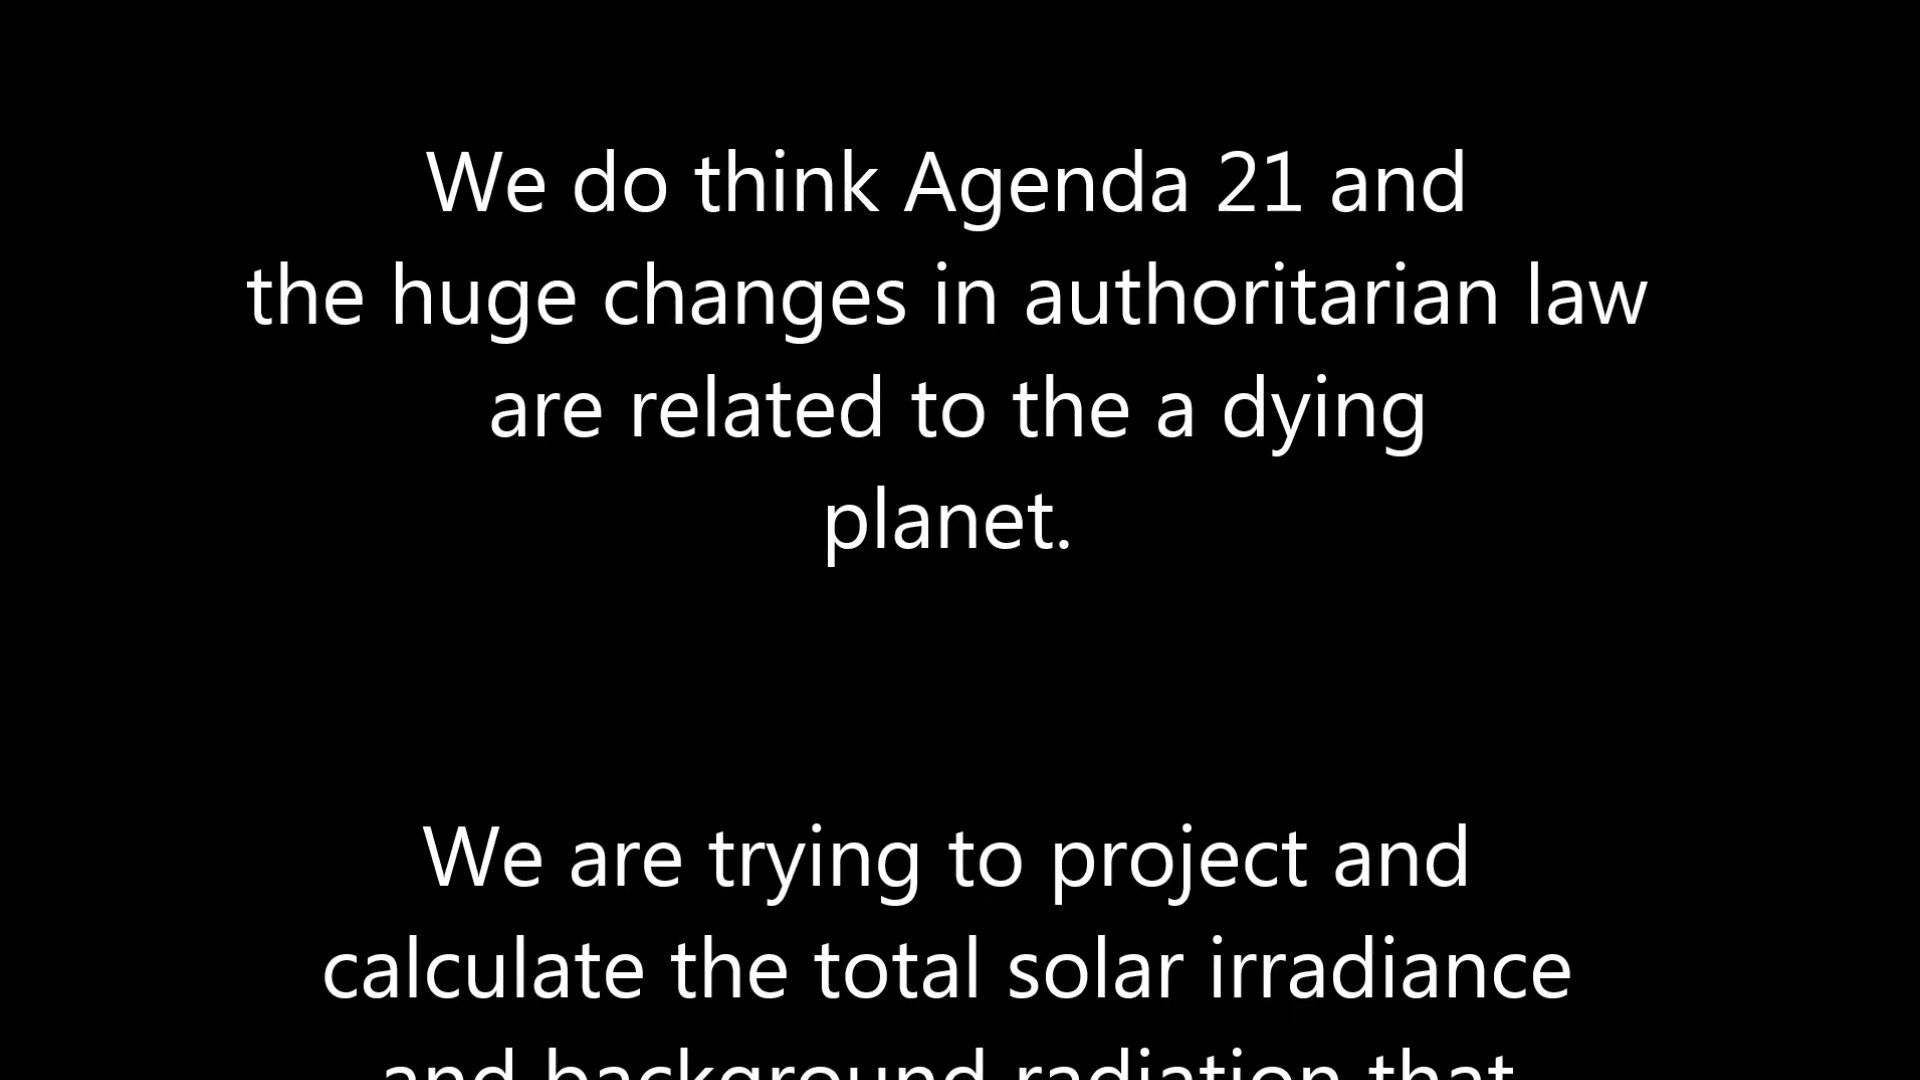 We do think Agenda 21 and
the huge changes in authoritarian law
are related to the a dying
planet.
We are trying to project and
calculate the total solar irradiance
and background radiation that